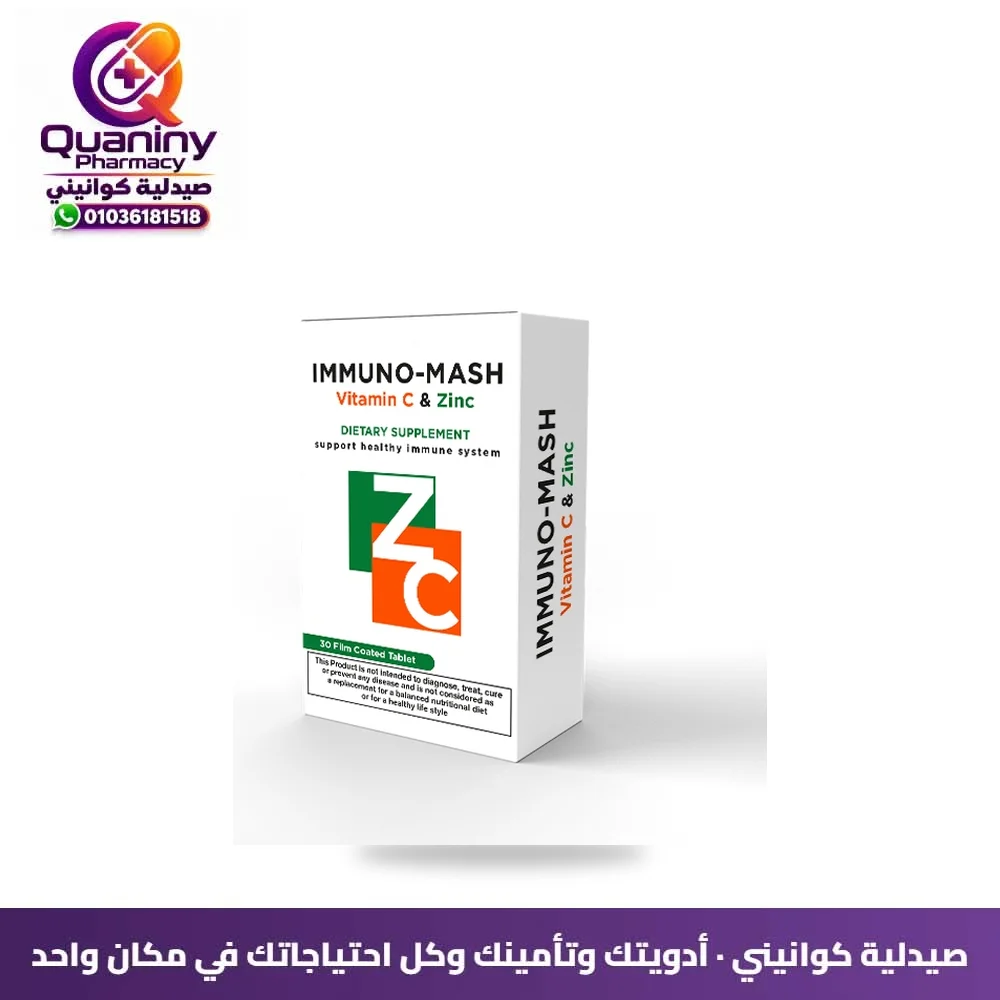 Quaniny
Pharmacy
صيدلية كوانيني
01036181518
IMMUNO-MASH
Vitamin C & Zinc
DIETARY SUPPLEMENT
support healthy immune system
Z
C
30 Film Coated Tablet
This Product is not intended to diagnose, treat, cure
or prevent any disease and is not considered as
a replacement for a balanced nutritional diet
or for a healthy life style
IMMUNO-MASH
Vitamin C & Zinc
صيدلية كوانيني · أدويتك وتأمينك وكل احتياجاتك في مكان واحد